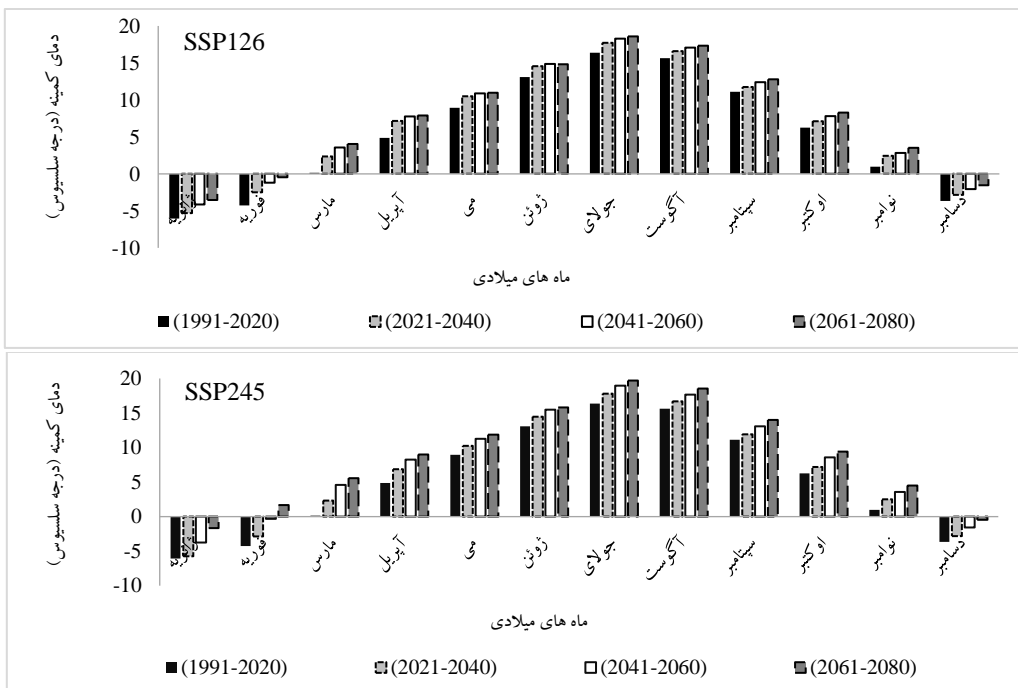 SSP126
دمای کمینه (درجه سلسیوس)
20
15
10
5
0
-5
-10
ژانویه
فوریه
مارس
آپریل
می
ژوئن
جولای
آگوست
سپتامبر
اوکتبر
نوامبر
دسامبر
ماه های میلادی
(1991-2020)
(2021-2040)
(2041-2060)
(2061-2080)
SSP245
دمای کمینه (درجه سلسیوس)
20
15
10
5
0
-5
-10
ژانویه
فوریه
مارس
آپریل
می
ژوئن
جولای
آگوست
سپتامبر
اوکتبر
نوامبر
دسامبر
ماه های میلادی
(1991-2020)
(2021-2040)
(2041-2060)
(2061-2080)